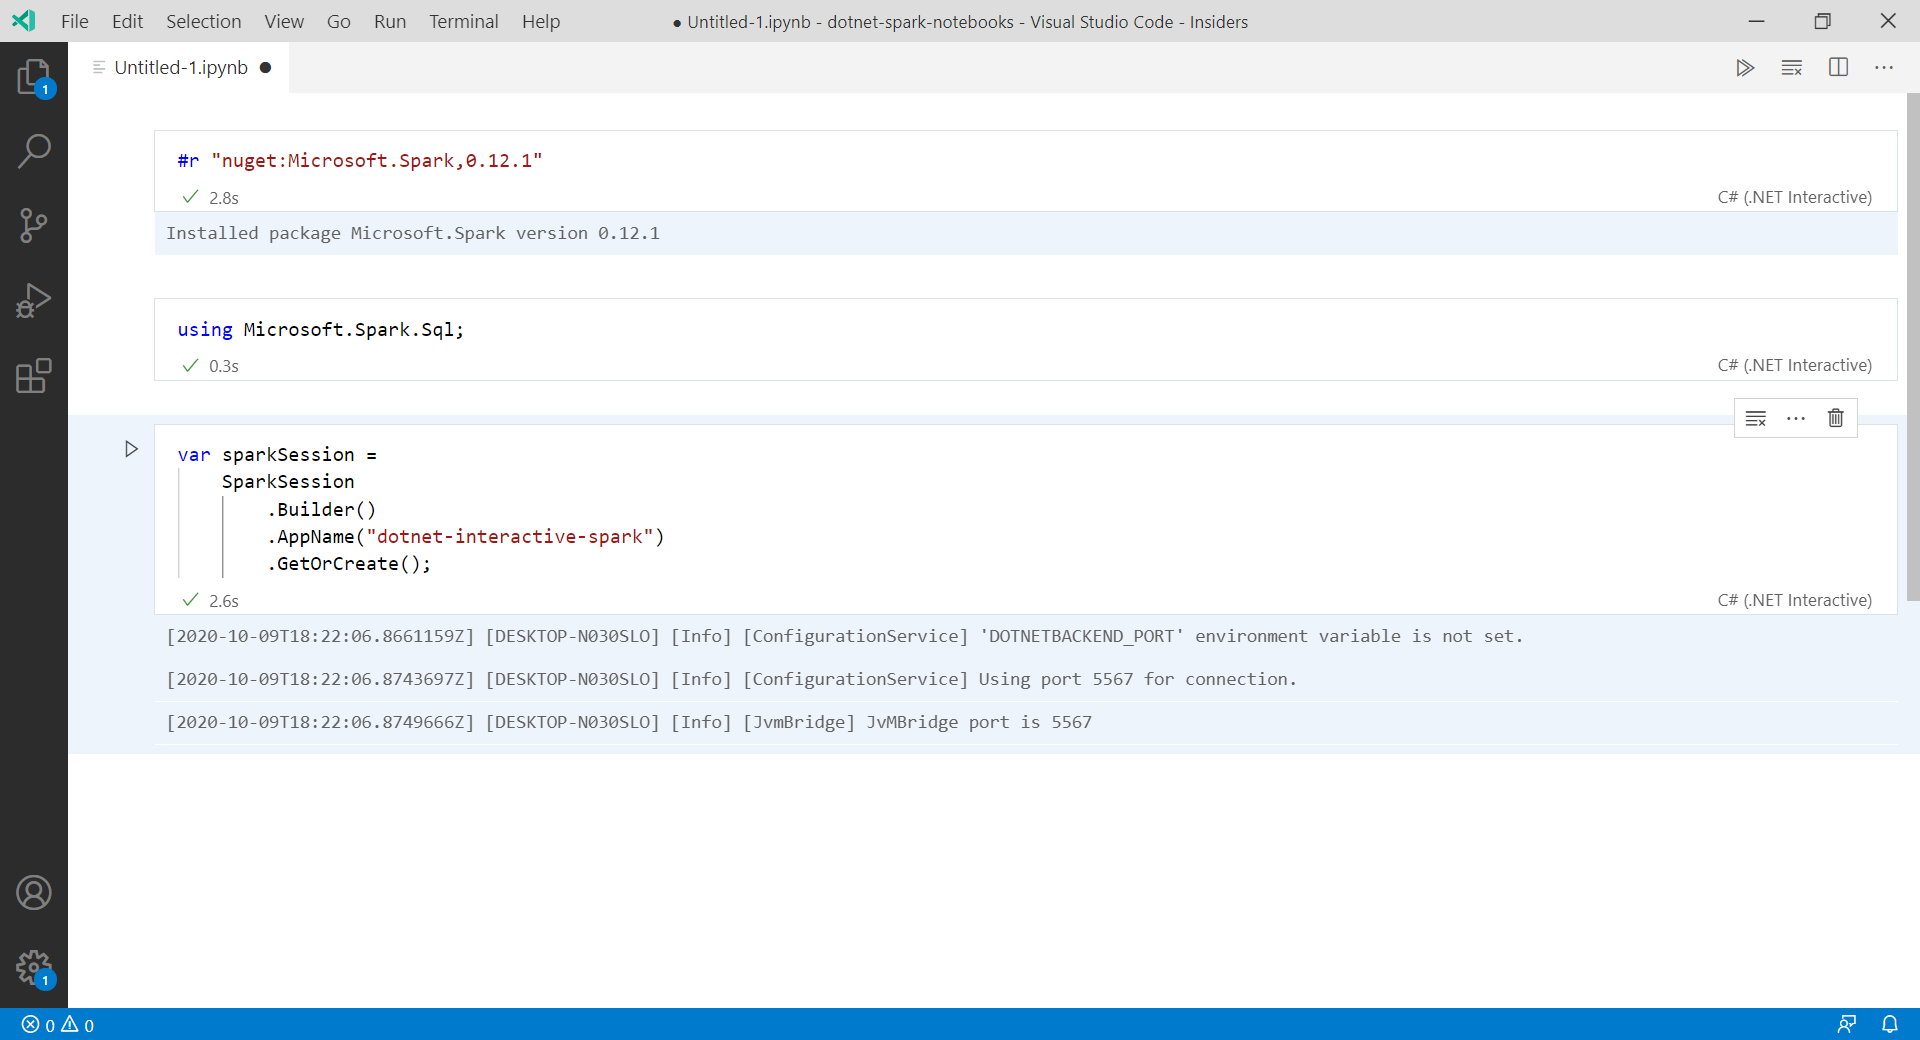 File Edit Selection View Go Run Terminal Help ● Untitled-1.ipynb - dotnet-spark-notebooks - Visual Studio Code - Insiders
Untitled-1.ipynb ●
1
#r "nuget:Microsoft.Spark,0.12.1"
2.8s C# (.NET Interactive)
Installed package Microsoft.Spark version 0.12.1
using Microsoft.Spark.Sql;
0.3s C# (.NET Interactive)
var sparkSession =
SparkSession
.Builder()
.AppName("dotnet-interactive-spark")
.GetOrCreate();
2.6s C# (.NET Interactive)
[2020-10-09T18:22:06.8661159Z] [DESKTOP-N030SLO] [Info] [ConfigurationService] 'DOTNETBACKEND_PORT' environment variable is not set.
[2020-10-09T18:22:06.8743697Z] [DESKTOP-N030SLO] [Info] [ConfigurationService] Using port 5567 for connection.
[2020-10-09T18:22:06.8749666Z] [DESKTOP-N030SLO] [Info] [JvmBridge] JvMBridge port is 5567
1
0 0